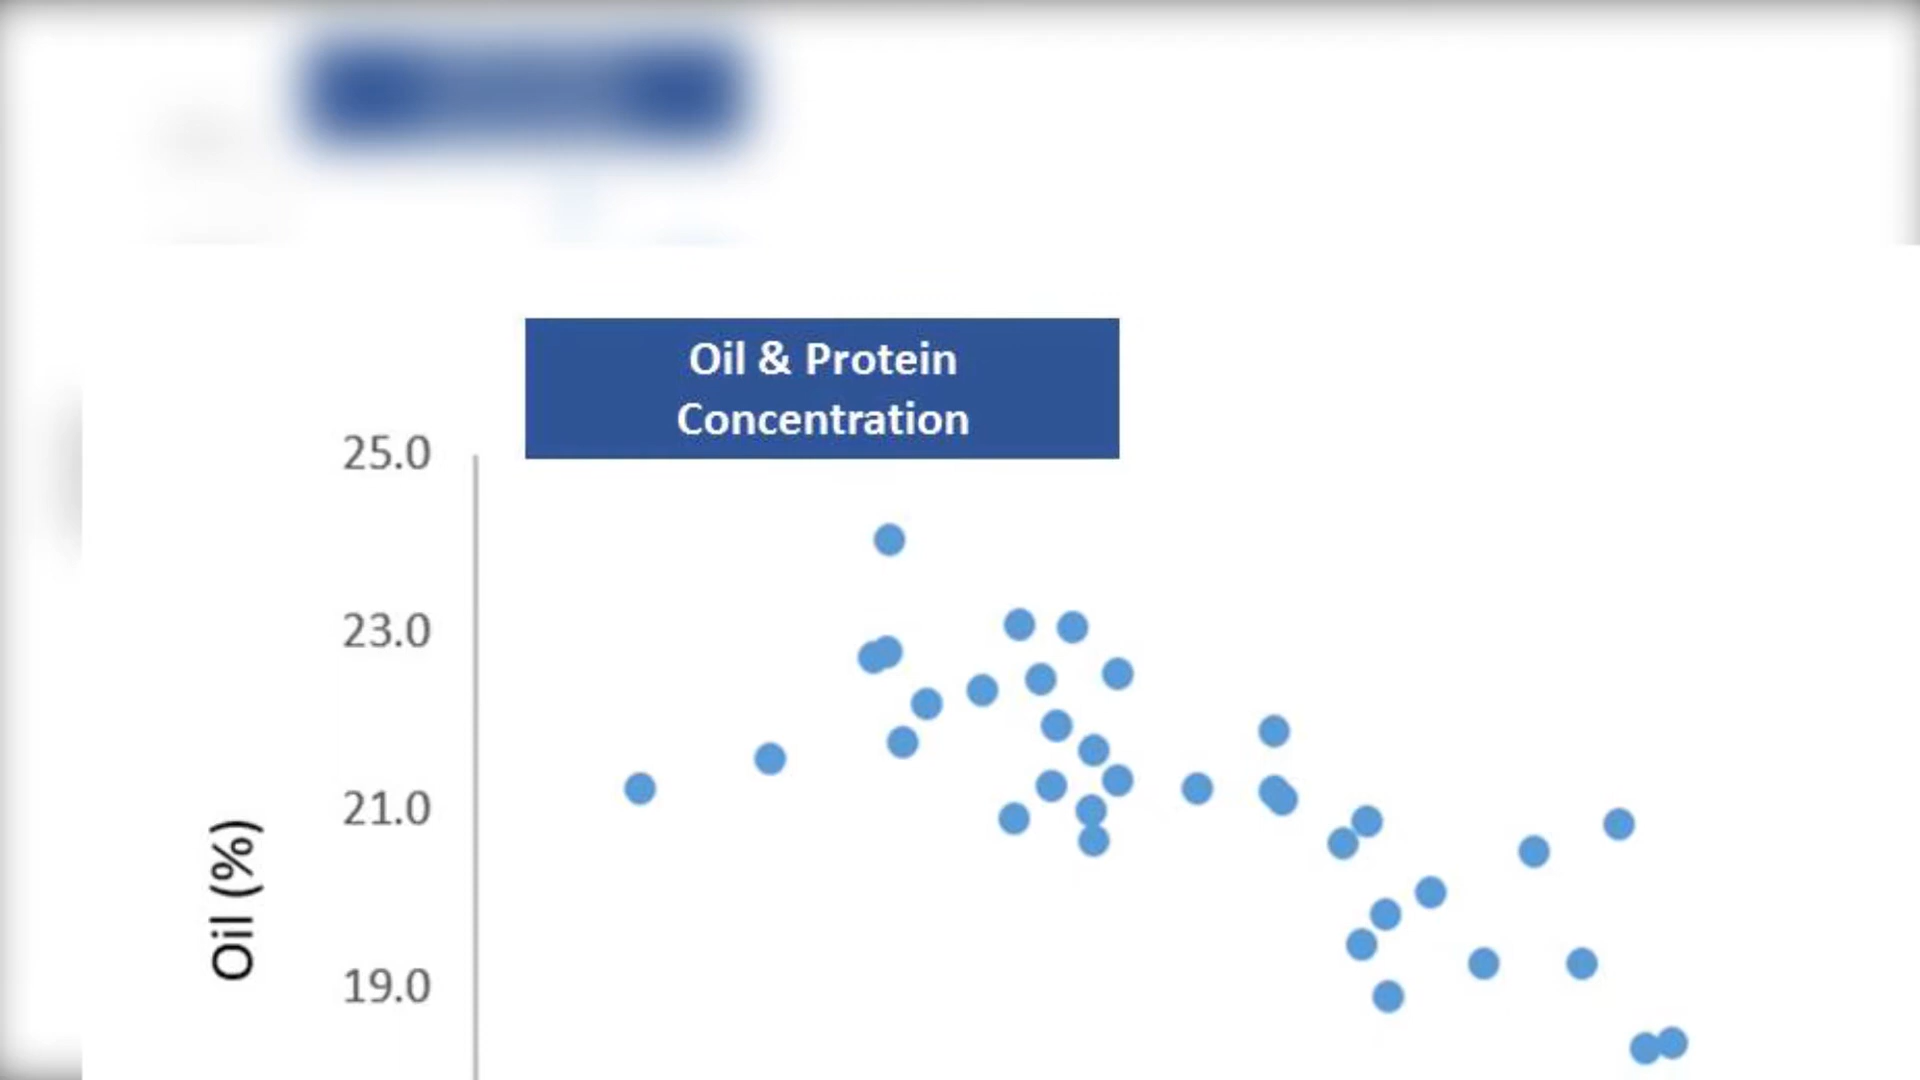 Oil & Protein
Concentration
25.0
23.0
21.0
19.0
Oil (%)